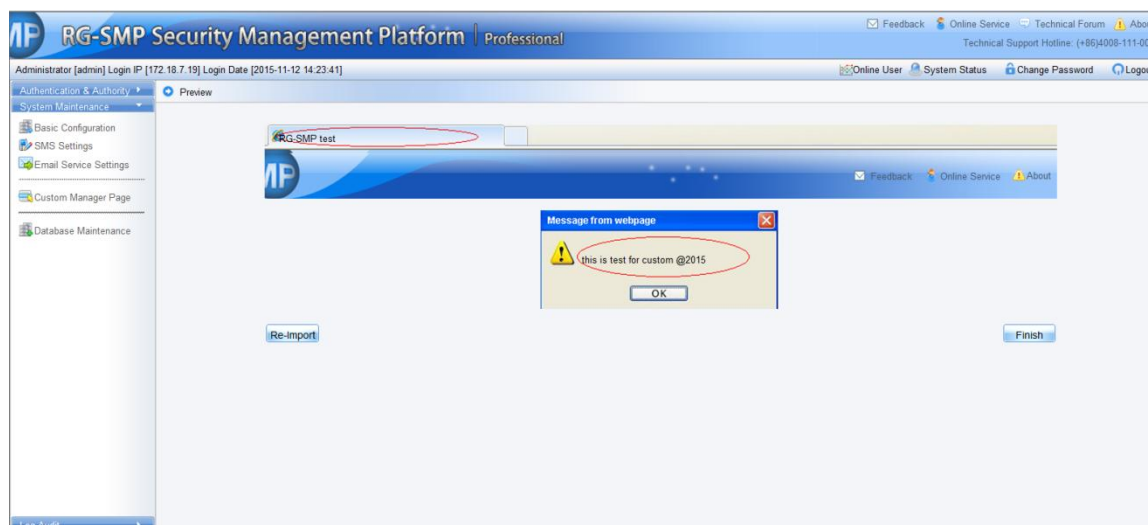 MP RG-SMP Security Management Platform | Professional
Feedback Online Service Technical Forum Abou
Technical Support Hotline: (+86)4008-111-00
Administrator [admin] Login IP [172.18.7.19] Login Date [2015-11-12 14:23:41]
Online User System Status Change Password Logou
Authentication & Authority
System Maintenance
Preview
Basic Configuration
SMS Settings
Email Service Settings
Custom Manager Page
Database Maintenance
RG-SMP test
MP
Feedback Online Service About
Message from webpage
this is test for custom @2015
OK
Re-Import
Finish